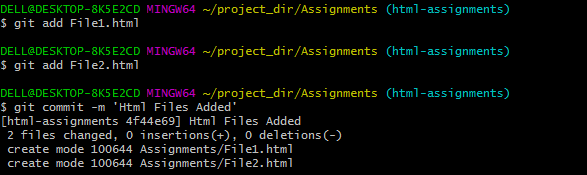 DELL@DESKTOP-8K5E2CD MINGW64 ~/project_dir/Assignments (html-assignments)
$ git add File1.html
DELL@DESKTOP-8K5E2CD MINGW64 ~/project_dir/Assignments (html-assignments)
$ git add File2.html
DELL@DESKTOP-8K5E2CD MINGW64 ~/project_dir/Assignments (html-assignments)
$ git commit -m 'Html Files Added'
[html-assignments 4f44e69] Html Files Added
 2 files changed, 0 insertions(+), 0 deletions(-)
 create mode 100644 Assignments/File1.html
 create mode 100644 Assignments/File2.html